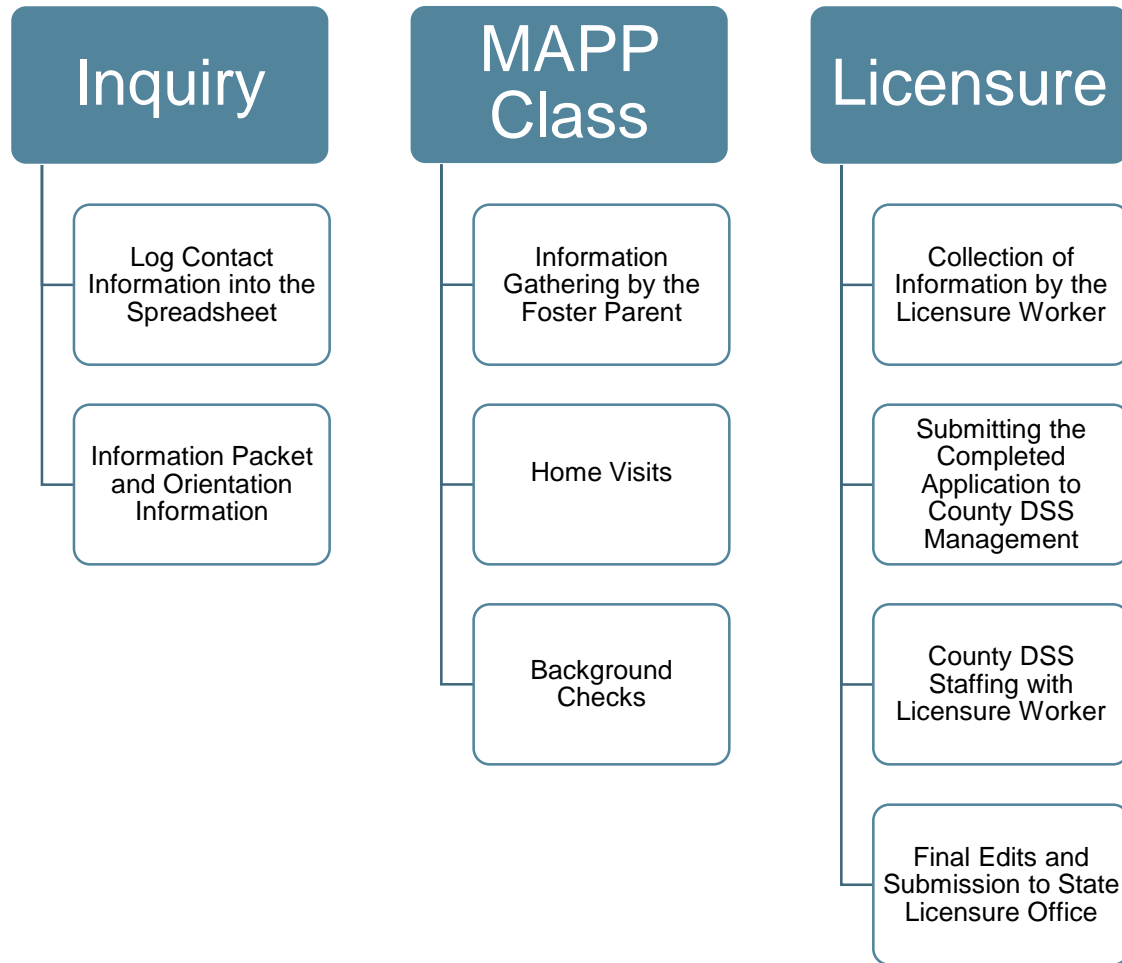 Inquiry
Log Contact
Information into the
Spreadsheet
Information Packet
and Orientation
Information
MAPP
Class
Information
Gathering by the
Foster Parent
Home Visits
Background
Checks
Licensure
Collection of
Information by the
Licensure Worker
Submitting the
Completed
Application to
County DSS
Management
County DSS
Staffing with
Licensure Worker
Final Edits and
Submission to State
Licensure Office